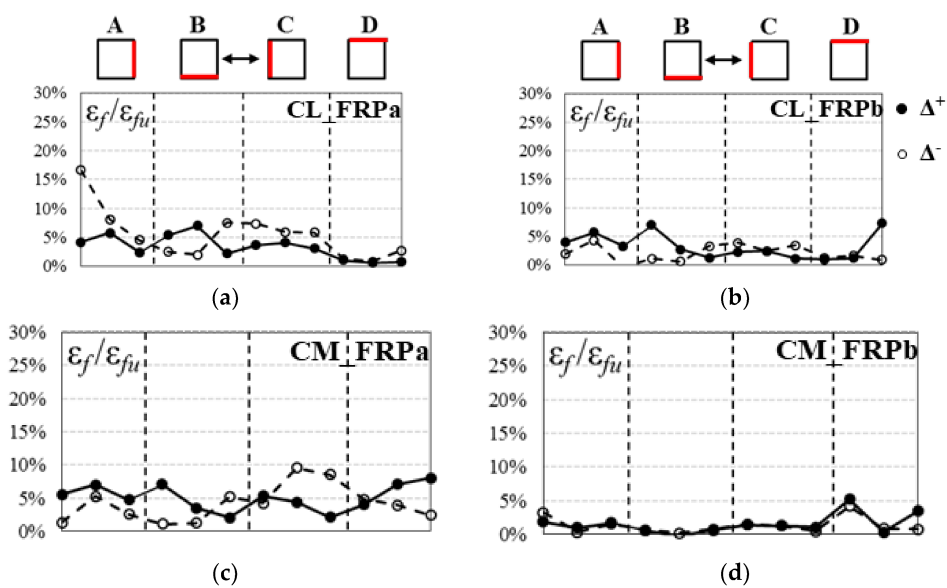 A B C D
A B C D
30% εf/εfu CL_FRPa
25%
20%
15%
10%
5%
0%
(a)
30% εf/εfu CL_FRPb
25%
20%
15%
10%
5%
0%
Δ+
Δ-
(b)
30% εf/εfu CM_FRPa
25%
20%
15%
10%
5%
0%
(c)
30% εf/εfu CM_FRPb
25%
20%
15%
10%
5%
0%
(d)